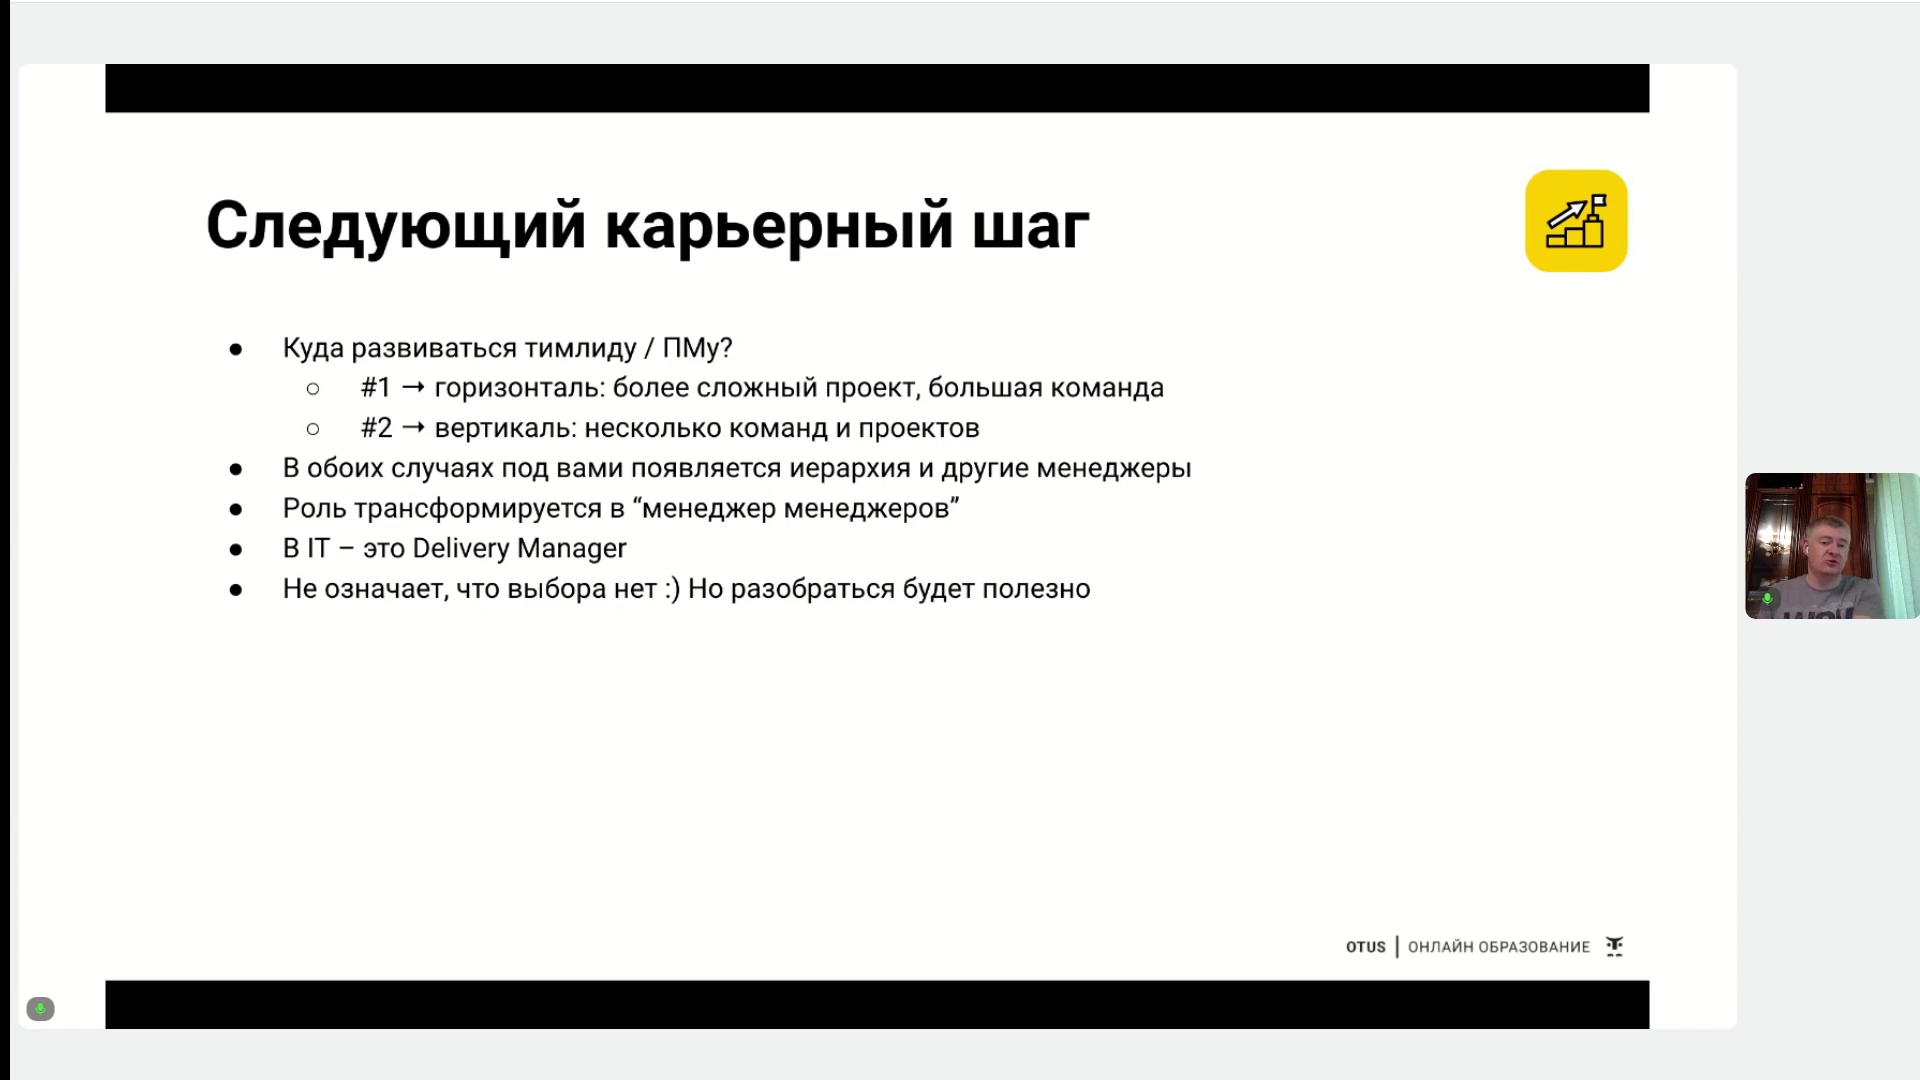 Следующий карьерный шаг
● Куда развиваться тимлиду / ПМу?
○ #1 → горизонталь: более сложный проект, большая команда
○ #2 → вертикаль: несколько команд и проектов
● В обоих случаях под вами появляется иерархия и другие менеджеры
● Роль трансформируется в “менеджер менеджеров”
● В IT – это Delivery Manager
● Не означает, что выбора нет :) Но разобраться будет полезно
OTUS | ОНЛАЙН ОБРАЗОВАНИЕ